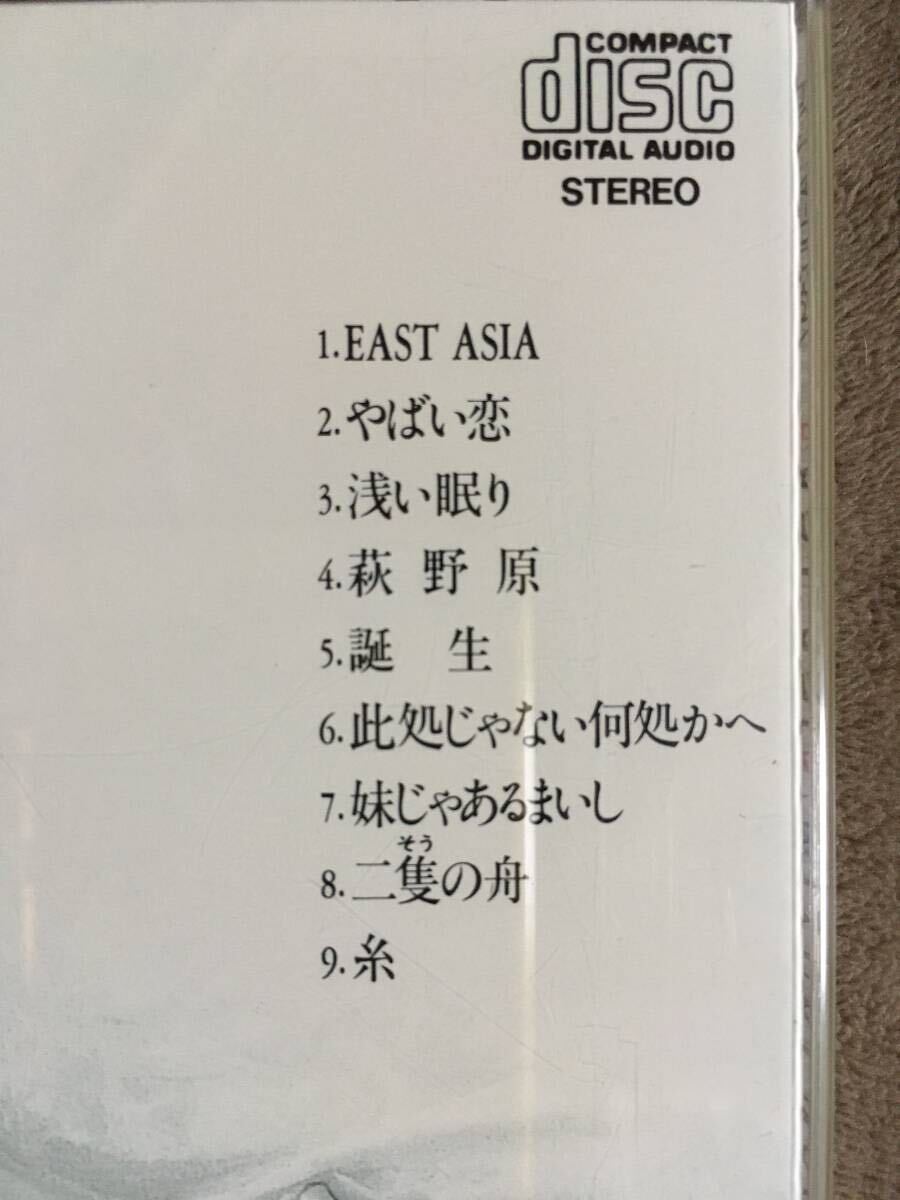 COMPACT
disc
DIGITAL AUDIO
STEREO
1.EAST ASIA
2.やばい恋
3.浅い眠り
4.萩野原
5.誕生
6.此処じゃない何処かへ
7.妹じゃあるまいし
そう
8.二隻の舟
9.糸